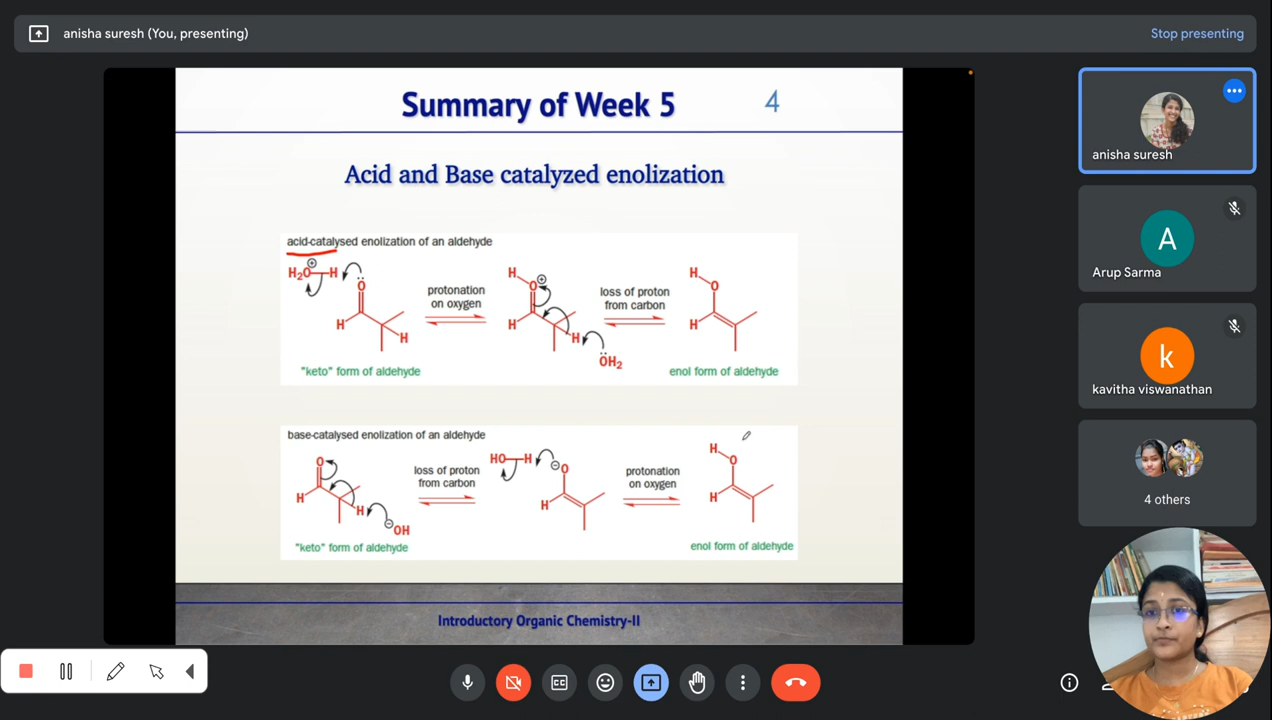 anisha suresh (You, presenting)
Stop presenting
Summary of Week 5
4
Acid and Base catalyzed enolization
acid-catalysed enolization of an aldehyde
H₂O⊕—H
O
H
H
protonation
on oxygen
H
O⊕
H
H
ÖH₂
loss of proton
from carbon
H
O
H
"keto" form of aldehyde
enol form of aldehyde
base-catalysed enolization of an aldehyde
O
H
H
⊖OH
loss of proton
from carbon
HO—H
⊖O
H
protonation
on oxygen
H
O
H
"keto" form of aldehyde
enol form of aldehyde
Introductory Organic Chemistry-II
anisha suresh
A
Arup Sarma
k
kavitha viswanathan
4 others
CC